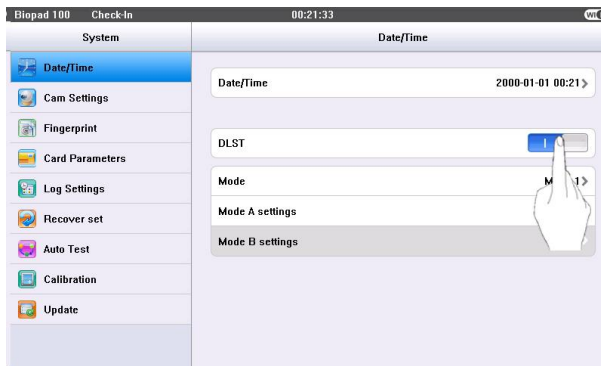 Biopad 100 Check-In 00:21:33
System
Date/Time
Date/Time
Cam Settings
Fingerprint
Card Parameters
Log Settings
Recover set
Auto Test
Calibration
Update
Date/Time 2000-01-01 00:21
DLST
Mode
Mode A settings
Mode B settings